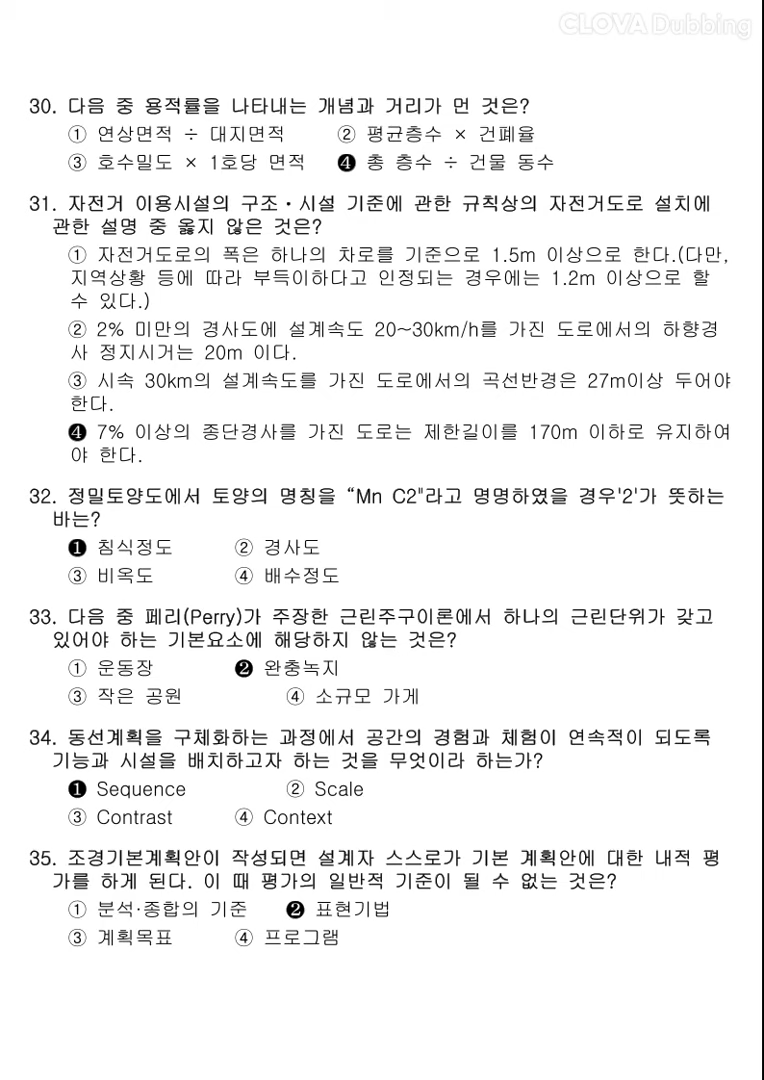 CLOVA Dubbing
30. 다음 중 용적률을 나타내는 개념과 거리가 먼 것은?
① 연상면적 ÷ 대지면적 ② 평균층수 × 건폐율
③ 호수밀도 × 1호당 면적 ❹ 총 층수 ÷ 건물 동수
31. 자전거 이용시설의 구조・시설 기준에 관한 규칙상의 자전거도로 설치에
관한 설명 중 옳지 않은 것은?
① 자전거도로의 폭은 하나의 차로를 기준으로 1.5m 이상으로 한다.(다만,
지역상황 등에 따라 부득이하다고 인정되는 경우에는 1.2m 이상으로 할
수 있다.)
② 2% 미만의 경사도에 설계속도 20~30km/h를 가진 도로에서의 하향경
사 정지시거는 20m 이다.
③ 시속 30km의 설계속도를 가진 도로에서의 곡선반경은 27m이상 두어야
한다.
❹ 7% 이상의 종단경사를 가진 도로는 제한길이를 170m 이하로 유지하여
야 한다.
32. 정밀토양도에서 토양의 명칭을 “Mn C2"라고 명명하였을 경우'2'가 뜻하는
바는?
❶ 침식정도 ② 경사도
③ 비옥도 ④ 배수정도
33. 다음 중 페리(Perry)가 주장한 근린주구이론에서 하나의 근린단위가 갖고
있어야 하는 기본요소에 해당하지 않는 것은?
① 운동장 ❷ 완충녹지
③ 작은 공원 ④ 소규모 가게
34. 동선계획을 구체화하는 과정에서 공간의 경험과 체험이 연속적이 되도록
기능과 시설을 배치하고자 하는 것을 무엇이라 하는가?
❶ Sequence ② Scale
③ Contrast ④ Context
35. 조경기본계획안이 작성되면 설계자 스스로가 기본 계획안에 대한 내적 평
가를 하게 된다. 이 때 평가의 일반적 기준이 될 수 없는 것은?
① 분석·종합의 기준 ❷ 표현기법
③ 계획목표 ④ 프로그램